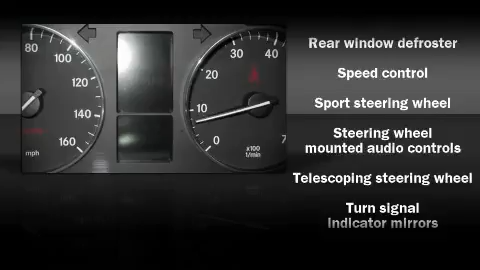 Rear window defroster
Speed control
Sport steering wheel
Steering wheel
mounted audio controls
Telescoping steering wheel
Turn signal
Indicator mirrors
80
100
120
140
160
mph
0
10
20
30
40
x100
1/min